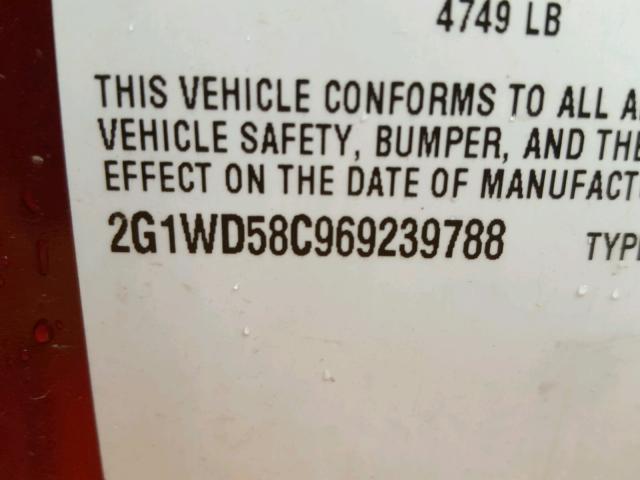 4749 LB
THIS VEHICLE CONFORMS TO ALL A
VEHICLE SAFETY, BUMPER, AND THE
EFFECT ON THE DATE OF MANUFACT
2G1WD58C969239788 TYPE